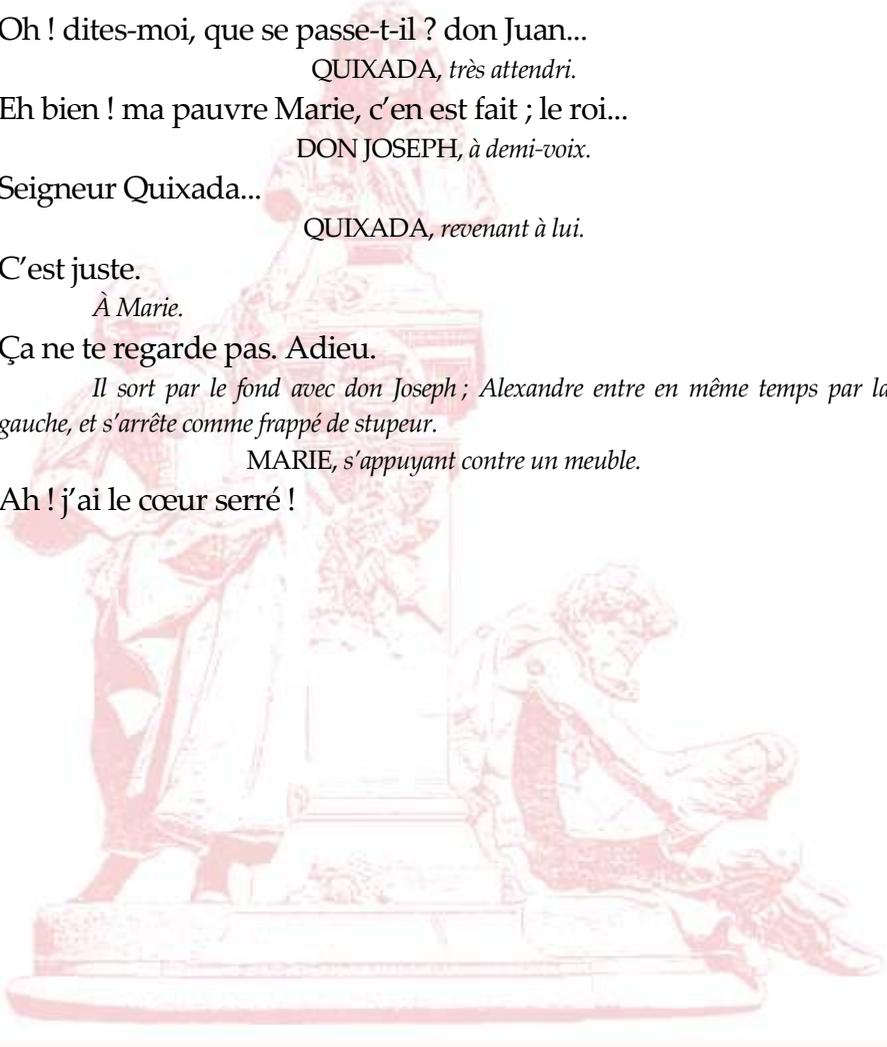 Oh ! dites-moi, que se passe-t-il ? don Juan...
QUIXADA, très attendri.
Eh bien ! ma pauvre Marie, c’en est fait ; le roi...
DON JOSEPH, à demi-voix.
Seigneur Quixada...
QUIXADA, revenant à lui.
C’est juste.
À Marie.
Ça ne te regarde pas. Adieu.
Il sort par le fond avec don Joseph ; Alexandre entre en même temps par la
gauche, et s’arrête comme frappé de stupeur.
MARIE, s’appuyant contre un meuble.
Ah ! j’ai le cœur serré !